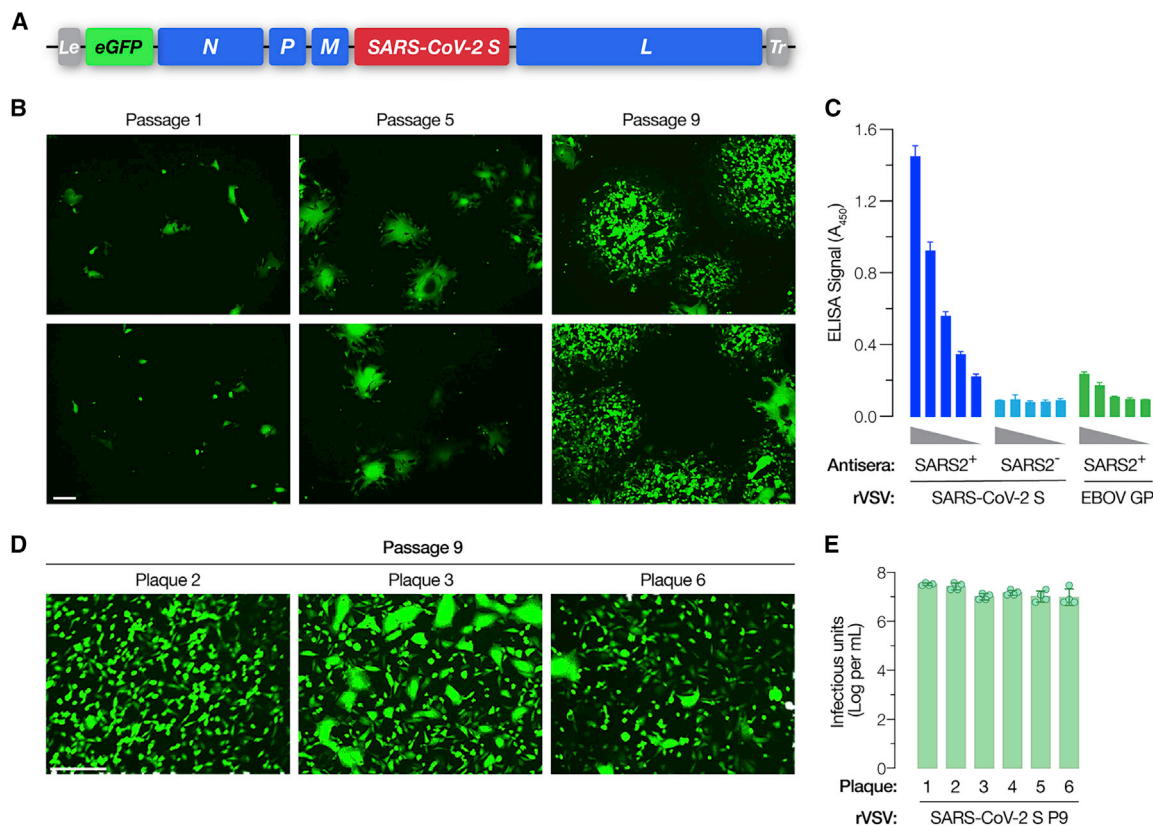 A
Le eGFP N P M SARS-CoV-2 S L Tr
B
Passage 1 Passage 5 Passage 9
C
1.6
1.2
0.8
0.4
0.0
ELISA Signal (A450)
Antisera: SARS2+ SARS2- SARS2+
rVSV: SARS-CoV-2 S EBOV GP
D
Passage 9
Plaque 2 Plaque 3 Plaque 6
E
8
6
4
2
0
Infectious units
(Log per mL)
Plaque: 1 2 3 4 5 6
rVSV: SARS-CoV-2 S P9